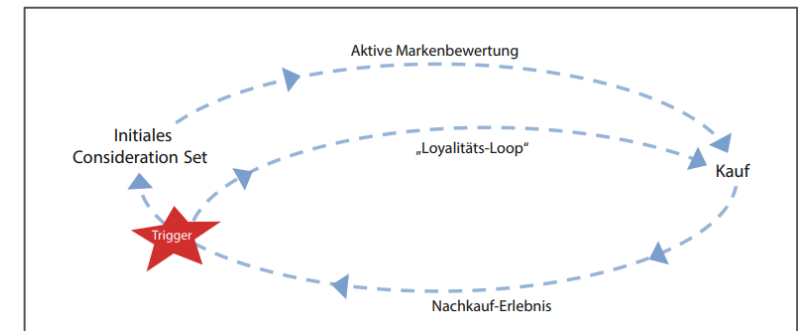 Aktive Markenbewertung
Initiales
Consideration Set
„Loyalitäts-Loop“
Kauf
Trigger
Nachkauf-Erlebnis